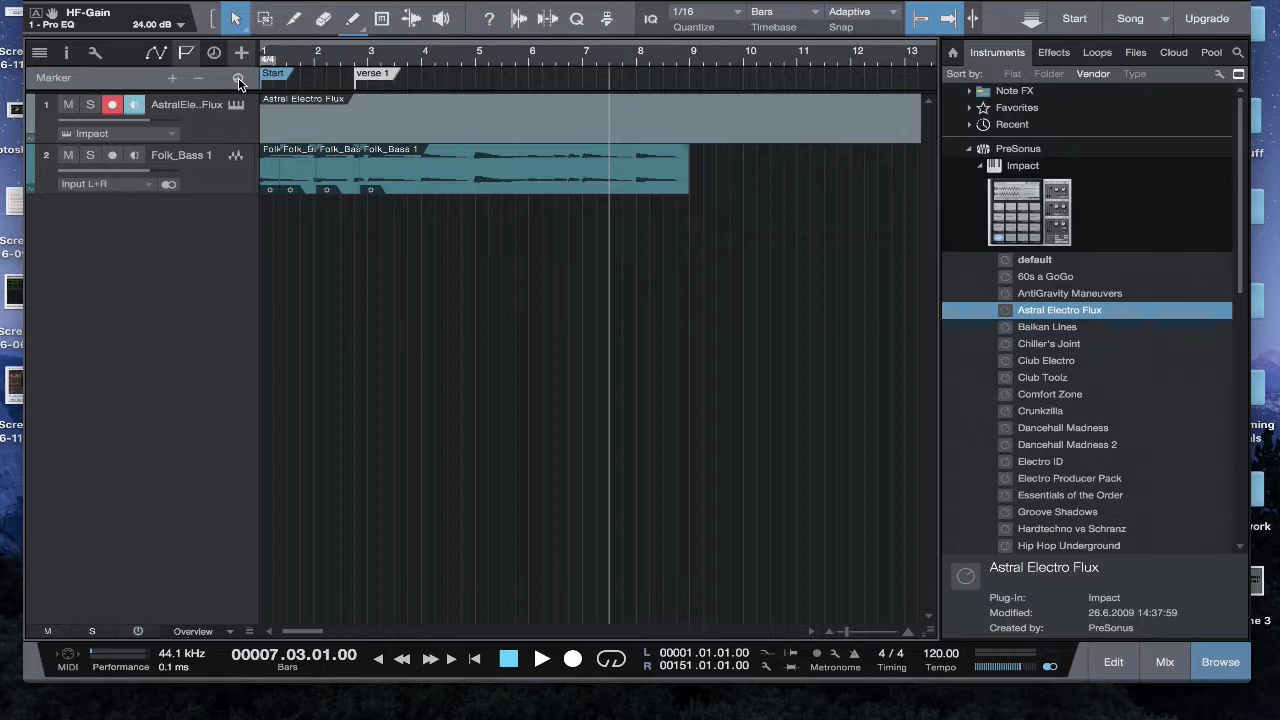 HF-Gain
1 - Pro EQ 24.00 dB
IQ
1/16
Quantize
Bars
Timebase
Adaptive
Snap
Start
Song
Upgrade
1 2 3 4 5 6 7 8 9 10 11 12 13
4/4
Marker
Start
verse 1
Instruments Effects Loops Files Cloud Pool
Sort by: Flat Folder Vendor Type
1 M S AstralEle..Flux
Impact
Astral Electro Flux
2 M S Folk_Bass 1
Input L+R
Folk Folk_E Folk_Bas Folk_Bass 1
Note FX
Favorites
Recent
PreSonus
Impact
default
60s a GoGo
AntiGravity Maneuvers
Astral Electro Flux
Balkan Lines
Chiller's Joint
Club Electro
Club Toolz
Comfort Zone
Crunkzilla
Dancehall Madness
Dancehall Madness 2
Electro ID
Electro Producer Pack
Essentials of the Order
Groove Shadows
Hardtechno vs Schranz
Hip Hop Underground
Astral Electro Flux
Plug-In: Impact
Modified: 26.6.2009 14:37:59
Created by: PreSonus
M S Overview
MIDI
Performance
44.1 kHz
0.1 ms
00007.03.01.00
Bars
L 00001.01.01.00
R 00151.01.01.00
Metronome
4 / 4
Timing
120.00
Tempo
Edit
Mix
Browse